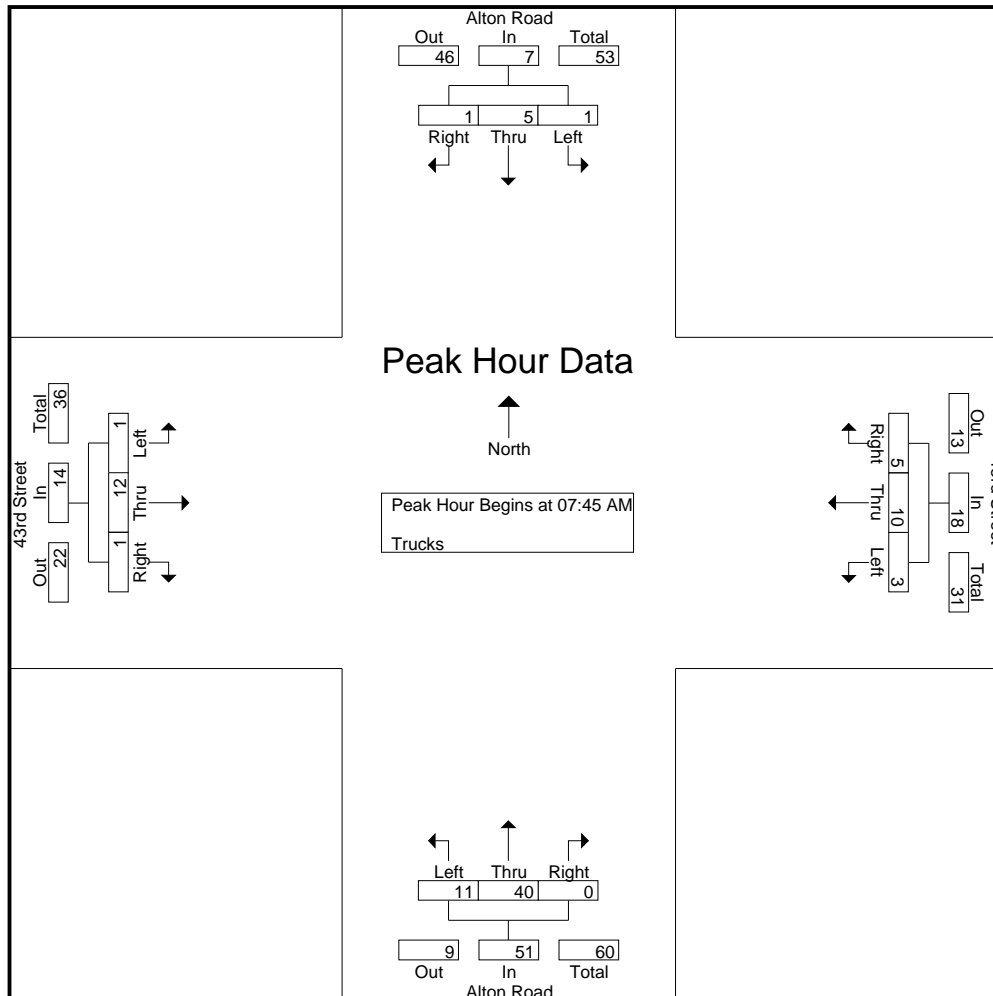 Alton Road
Out In Total
46 7 53
1 5 1
Right Thru Left
Peak Hour Data
North
Peak Hour Begins at 07:45 AM
Trucks
43rd Street
Total In Out
36 14 22
1 12 1
Left Thru Right
Right Thru Left
5 10 3
13 18 31
Out In Total
Street
Left Thru Right
11 40 0
9 51 60
Out In Total
Alton Road